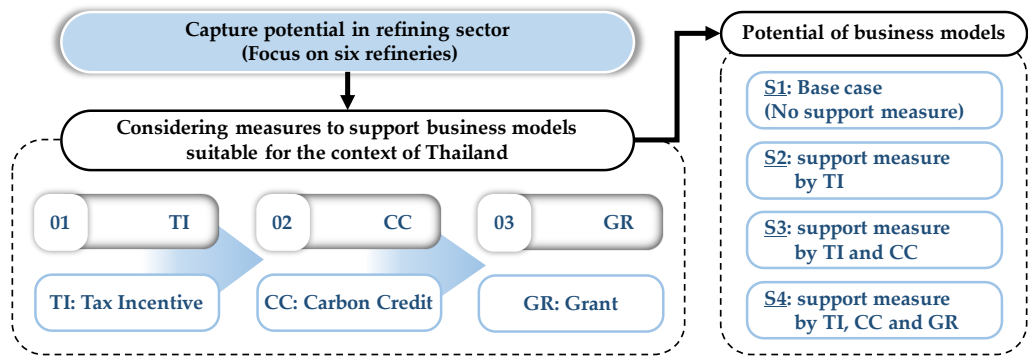 Capture potential in refining sector
(Focus on six refineries)
Considering measures to support business models
suitable for the context of Thailand
01 TI
02 CC
03 GR
TI: Tax Incentive
CC: Carbon Credit
GR: Grant
Potential of business models
S1: Base case
(No support measure)
S2: support measure
by TI
S3: support measure
by TI and CC
S4: support measure
by TI, CC and GR